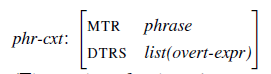 phr-cxt: [MTR phrase
DTRS list(overt-expr)]